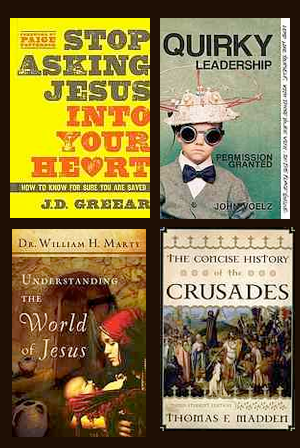 FOREWORD BY
PAIGE
PATTERSON
STOP
ASKING
JESUS
INTO
YOUR
HEART
HOW TO KNOW FOR SURE YOU ARE SAVED
J.D. GREEAR
QUIRKY
LEADERSHIP
PERMISSION
GRANTED
JOHN VOELZ
DR. WILLIAM H. MARTY
UNDERSTANDING
THE
World
of Jesus
THE CONCISE HISTORY
of the
CRUSADES
THOMAS F. MADDEN